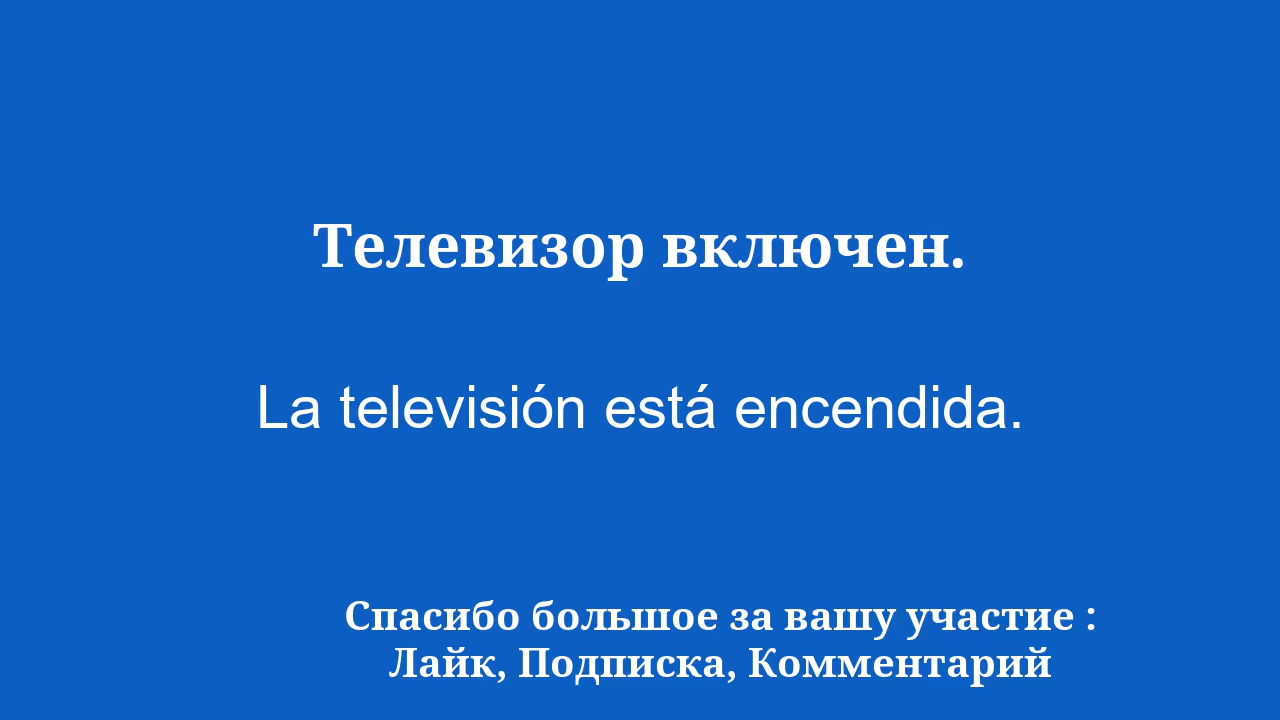 Телевизор включен.
La televisión está encendida.
Спасибо большое за вашу участие :
Лайк, Подписка, Комментарий